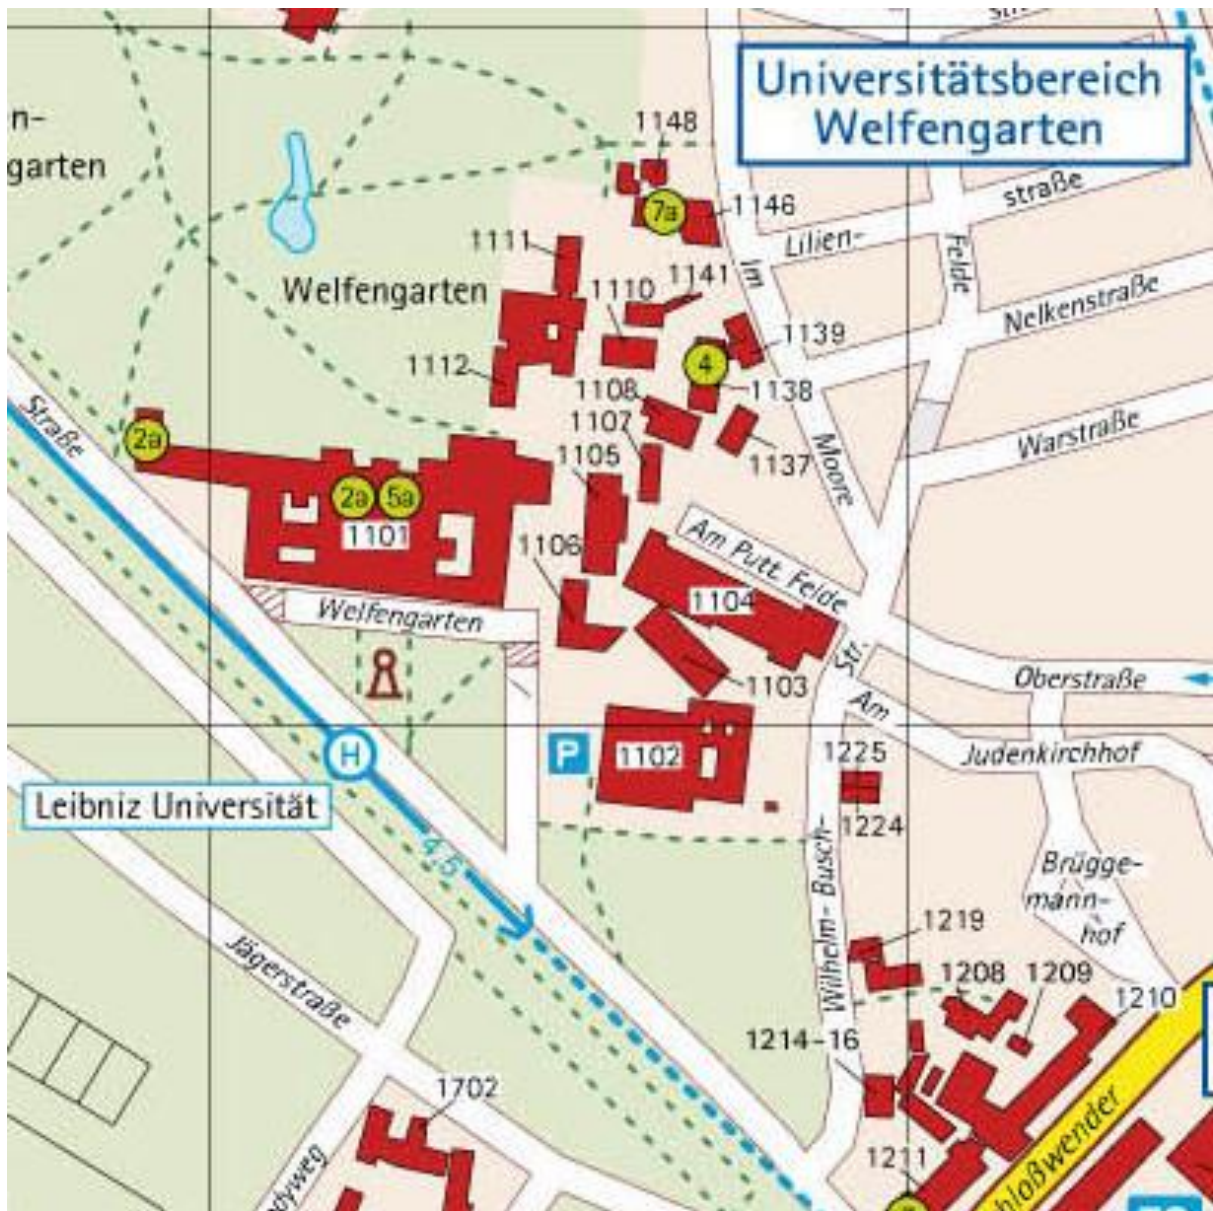 Universitätsbereich
Welfengarten
n-
garten
1148
7a
1146
straße
Lilien-
Felde
Im
1111
Welfengarten
1110
1141
Nelkenstraße
1139
1112
4
1138
1108
Straße
2a
1107
Moore
Warstraße
1105
1137
2a
5a
1101
1106
Am Putt. Felde
1104
Welfengarten
Str.
1103
Oberstraße
Am
H
P
1102
1225
Judenkirchhof
Leibniz Universität
1224
4,5
Wilhelm-Busch-
Brügge-
mann-
hof
1219
Jägerstraße
1208
1209
1210
1214-16
1702
1211